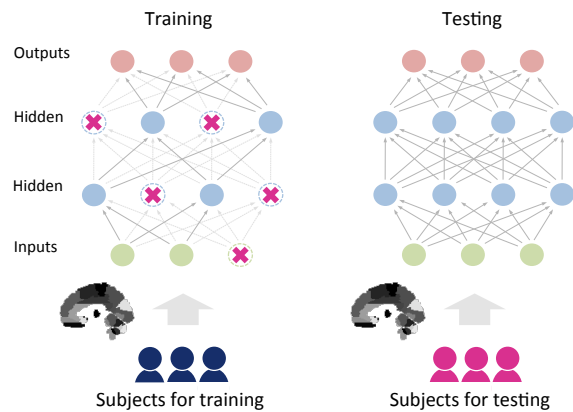 Training
Testing
Outputs
Hidden
Hidden
Inputs
Subjects for training
Subjects for testing